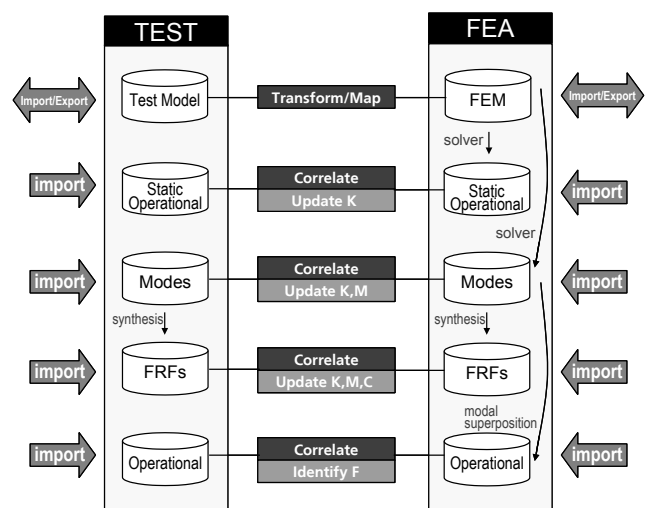 TEST
FEA
Import/Export
Test Model
Transform/Map
FEM
Import/Export
solver
import
Static
Operational
Correlate
Update K
Static
Operational
import
solver
import
Modes
Correlate
Update K,M
Modes
import
synthesis
synthesis
import
FRFs
Correlate
Update K,M,C
FRFs
import
modal
superposition
import
Operational
Correlate
Identify F
Operational
import